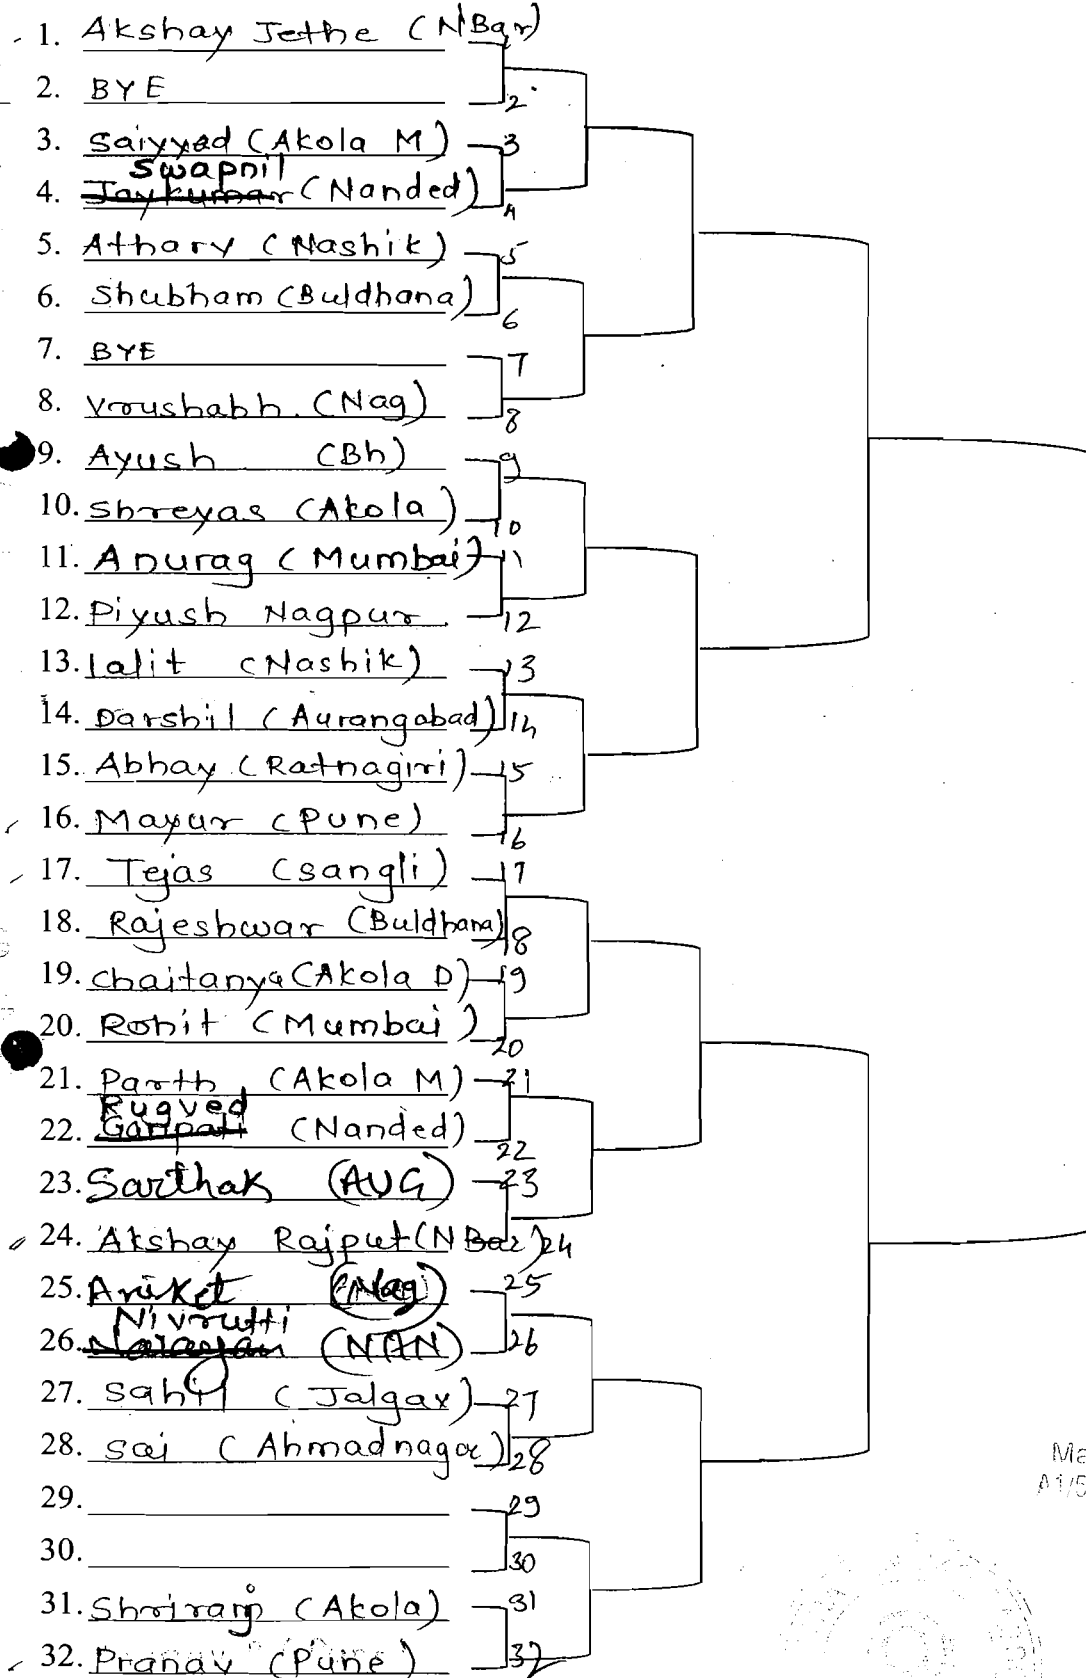 1. Akshay Jethe (NBar)
2. BYE 2
3. Saiyyad (Akola M) 3
Swapnil
4. Jaykumar (Nanded) 4
5. Atharv (Nashik) 5
6. Shubham (Buldhana) 6
7. BYE 7
8. Vrushabh. (Nag) 8
9. Ayush (Bh) 9
10. Shreyas (Akola) 10
11. Anurag (Mumbai) 11
12. Piyush Nagpur 12
13. lalit (Nashik) 13
14. Darshil (Aurangabad) 14
15. Abhay (Ratnagiri) 15
16. Mayur (Pune) 16
17. Tejas (Sangli) 17
18. Rajeshwar (Buldhana) 18
19. Chaitanya (Akola D) 19
20. Rohit (Mumbai) 20
21. Parth (Akola M) 21
Rugved
22. Ganpati (Nanded) 22
23. Sarthak (AUG) 23
24. Akshay Rajput (N Bar) 24
25. Aniket (Nag) 25
Nivrutti
26. Narayan (NAN) 26
27. Sahil (Jalgav) 27
28. Sai (Ahmadnagar) 28
29. 29
30. 30
31. Shriram (Akola) 31
32. Pranav (Pune) 32